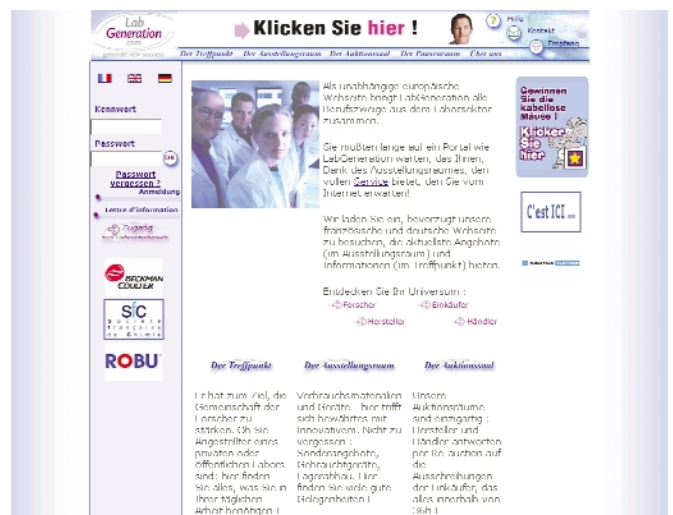 Lab
Generation
.com
Klicken Sie hier !
Hilfe
Kontakt
Empfang
Der Treffpunkt Der Ausstellungsraum Der Auktionssaal Der Pausenraum Über uns
Kennwort
Passwort
OK
Passwort
vergessen ?
Anmeldung
Lettre d'information
Zugang
BECKMAN
COULTER
SfC
Société
française
de Chimie
ROBU
Als unabhängige europäische
Webseite bringt LabGeneration alle
Berufszweige aus dem Laborsektor
zusammen.
Sie mußten lange auf ein Portal wie
LabGeneration warten, das Ihnen,
Dank des Ausstellungsraumes, den
vollen Service bietet, den Sie vom
Internet erwarten!
Wir laden Sie ein, bevorzugt unsere
französische und deutsche Webseite
zu besuchen, die aktuellste Angebote
(im Ausstellungsraum) und
Informationen (im Treffpunkt) bieten.
Entdecken Sie Ihr Universum :
Forscher Einkäufer
Hersteller Händler
Gewinnen
Sie die
kabellose
Mäuse !
Klicken
Sie
hier
C'est ICI ...
Der Treffpunkt
Er hat zum Ziel, die
Gemeinschaft der
Forscher zu
stärken. Ob Sie
Angestellter eines
privaten oder
öffentlichen Labors
sind: hier finden
Sie alles, was Sie in
Ihrer täglichen
Arbeit benötigen !
Der Ausstellungsraum
Verbrauchsmaterialien
und Geräte - hier trifft
sich bewährtes mit
Innovativem. Nicht zu
vergessen :
Sonderangebote,
Gebrauchtgeräte,
Lagerabbau. Hier
finden Sie viele gute
Gelegenheiten !
Der Auktionssaal
Unsere
Auktionsräume
sind einzigartig :
Hersteller und
Händler antworten
per Re-auction auf
die
Ausschreibungen
der Einkäufer, das
alles innerhalb von
36h !